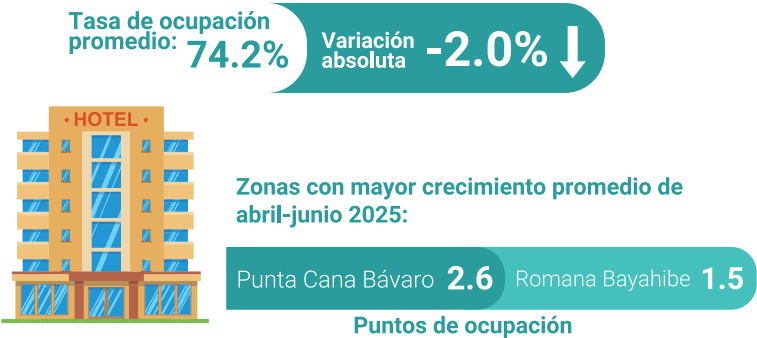 Tasa de ocupación
promedio: 74.2%
Variación
absoluta -2.0%
HOTEL
Zonas con mayor crecimiento promedio de
abril-junio 2025:
Punta Cana Bávaro 2.6 Romana Bayahibe 1.5
Puntos de ocupación